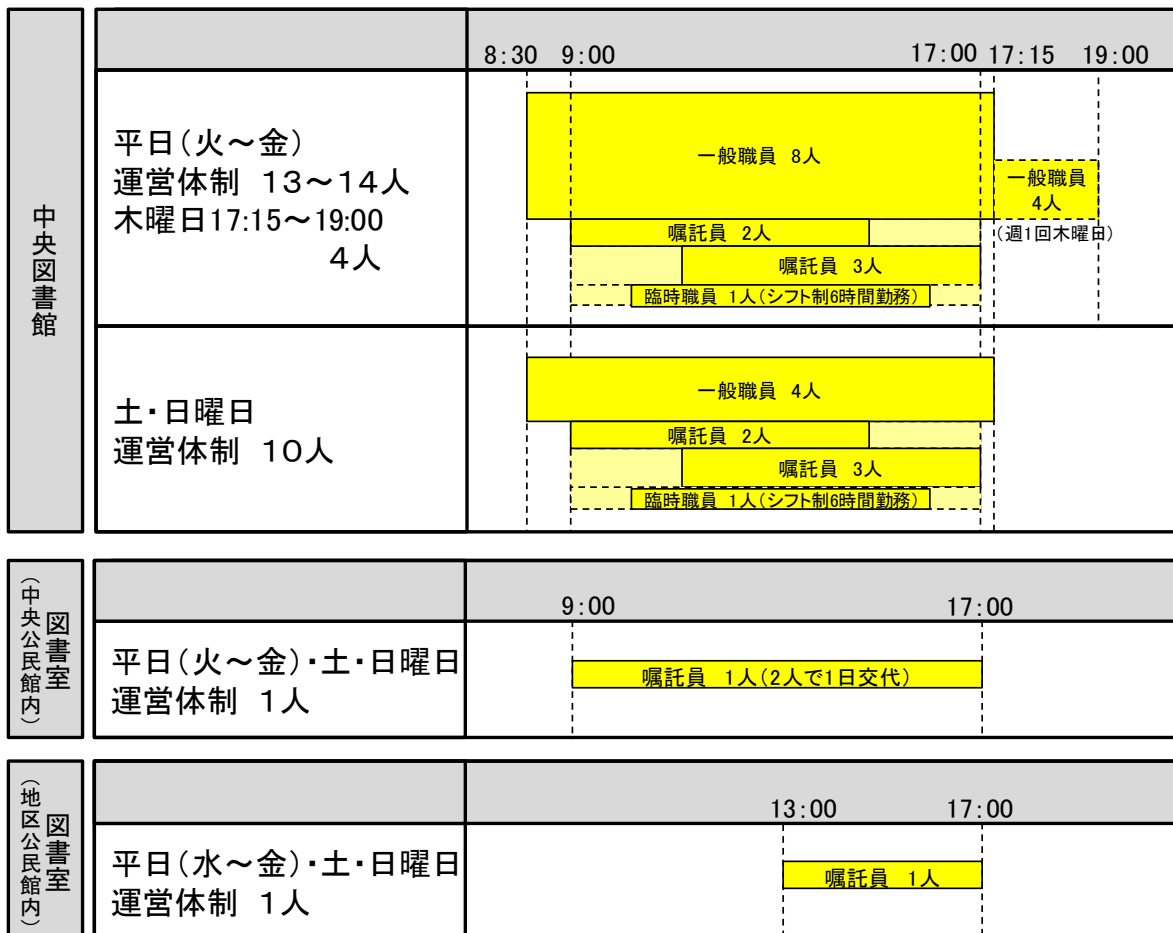 中央図書館
8:30 9:00 17:00 17:15 19:00
平日(火~金)
運営体制 13~14人
木曜日17:15~19:00
4人
一般職員 8人
一般職員
4人
(週1回木曜日)
嘱託員 2人
嘱託員 3人
臨時職員 1人(シフト制6時間勤務)
土・日曜日
運営体制 10人
一般職員 4人
嘱託員 2人
嘱託員 3人
臨時職員 1人(シフト制6時間勤務)
図書室
(中央公民館内)
9:00 17:00
平日(火~金)・土・日曜日
運営体制 1人
嘱託員 1人(2人で1日交代)
図書室
(地区公民館内)
13:00 17:00
平日(水~金)・土・日曜日
運営体制 1人
嘱託員 1人